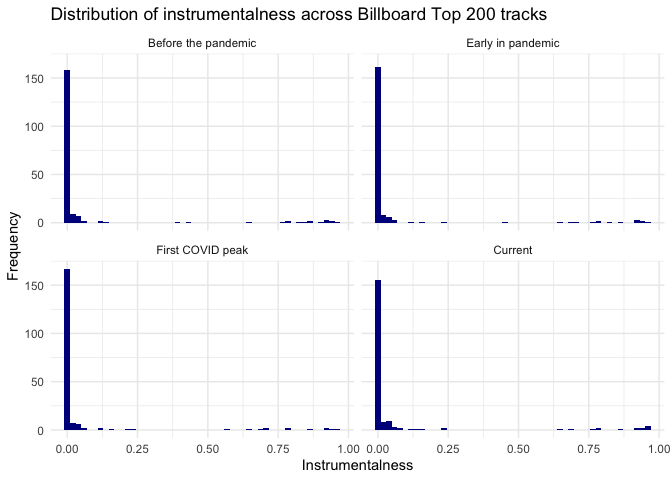 Distribution of instrumentalness across Billboard Top 200 tracks
Before the pandemic
Early in pandemic
150
100
50
0
First COVID peak
Current
150
100
50
0
0.00 0.25 0.50 0.75 1.00 0.00 0.25 0.50 0.75 1.00
Instrumentalness
Frequency